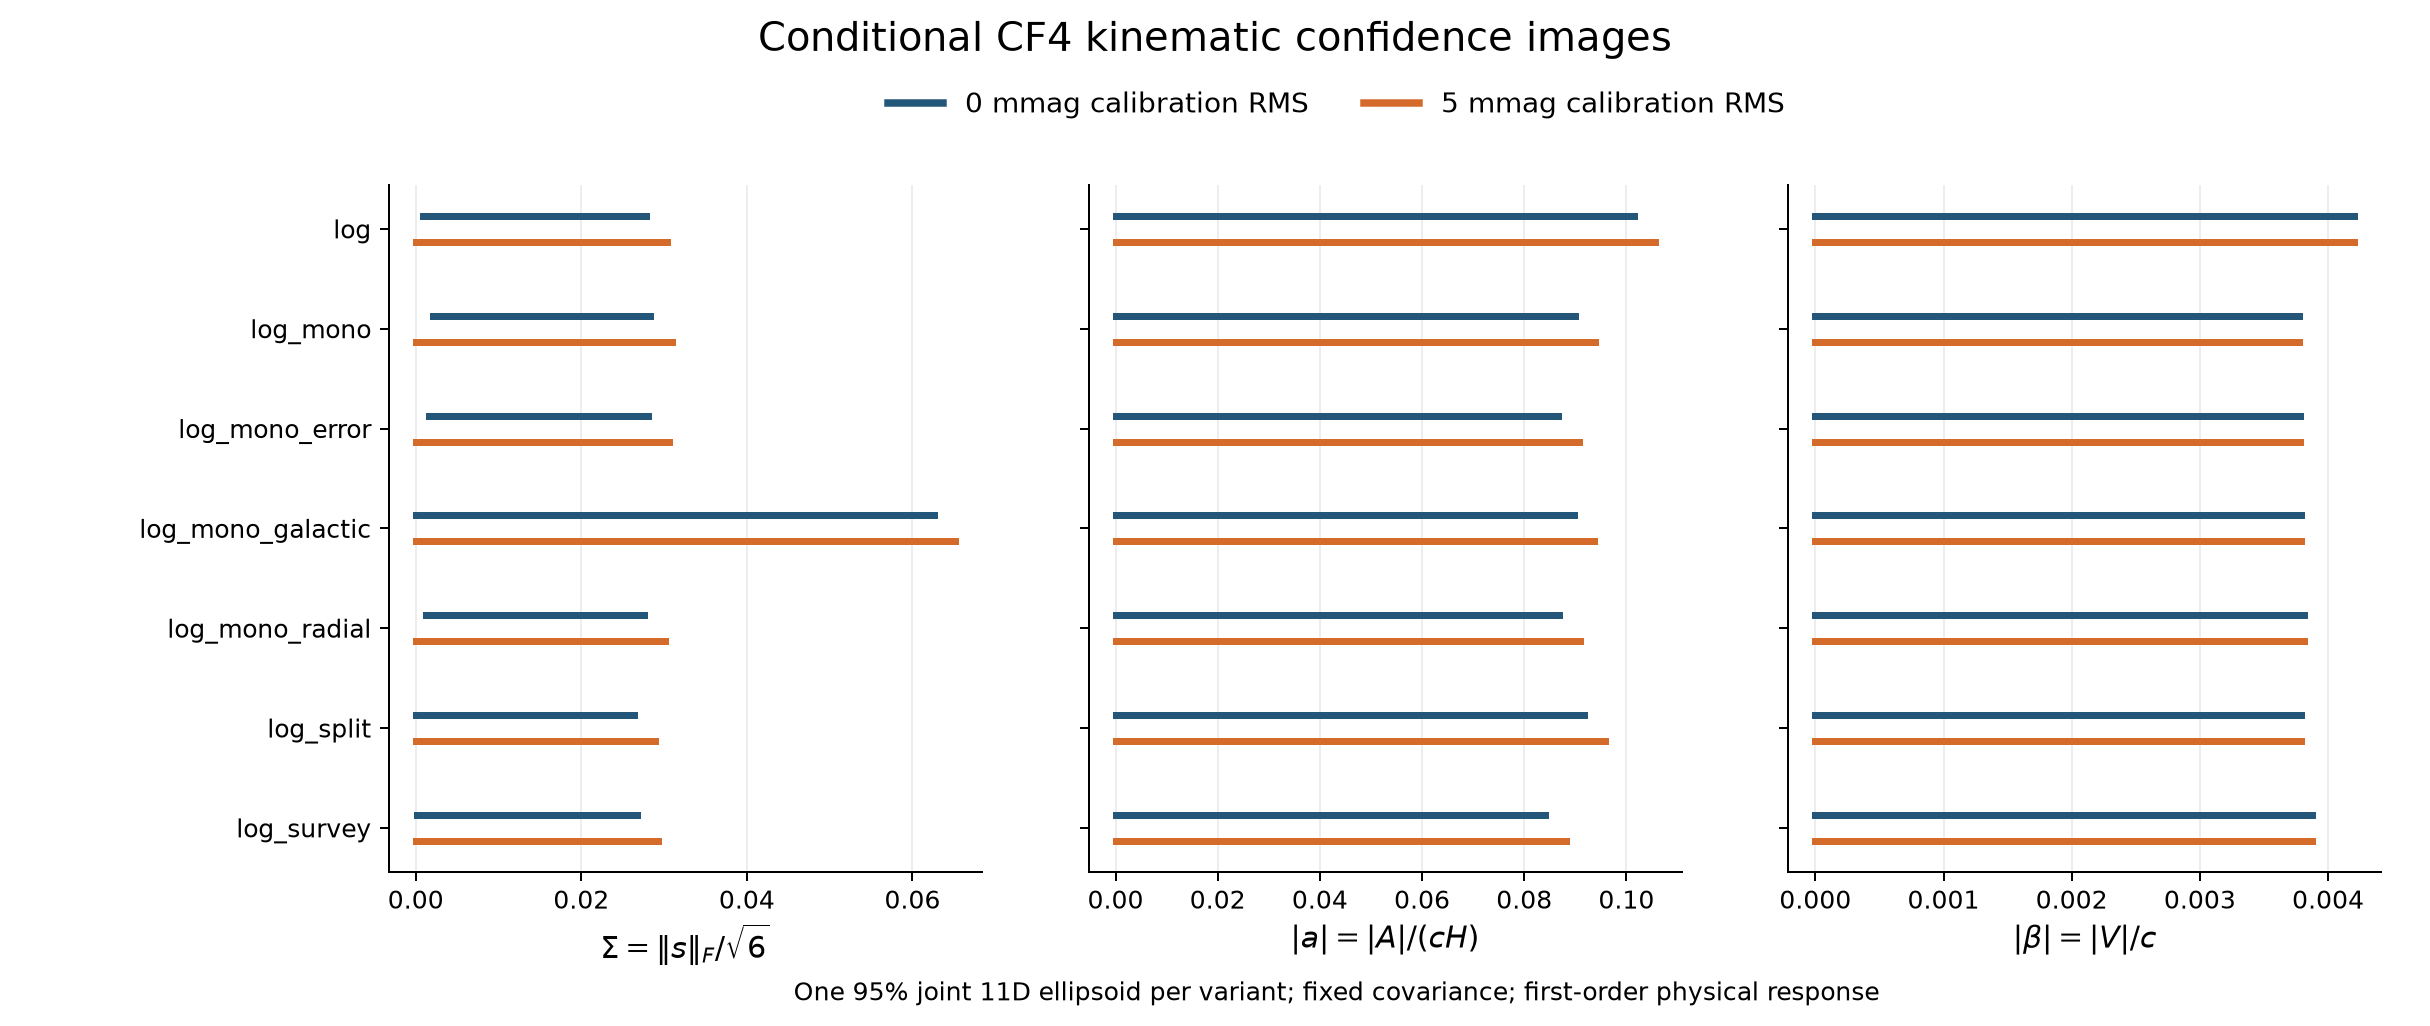 Conditional CF4 kinematic confidence images
0 mmag calibration RMS 5 mmag calibration RMS
log
log_mono
log_mono_error
log_mono_galactic
log_mono_radial
log_split
log_survey
0.00 0.02 0.04 0.06 0.00 0.02 0.04 0.06 0.08 0.10 0.000 0.001 0.002 0.003 0.004
Σ = ‖s‖_F/√6 |a| = |A|/(cH) |β| = |V|/c
One 95% joint 11D ellipsoid per variant; fixed covariance; first-order physical response